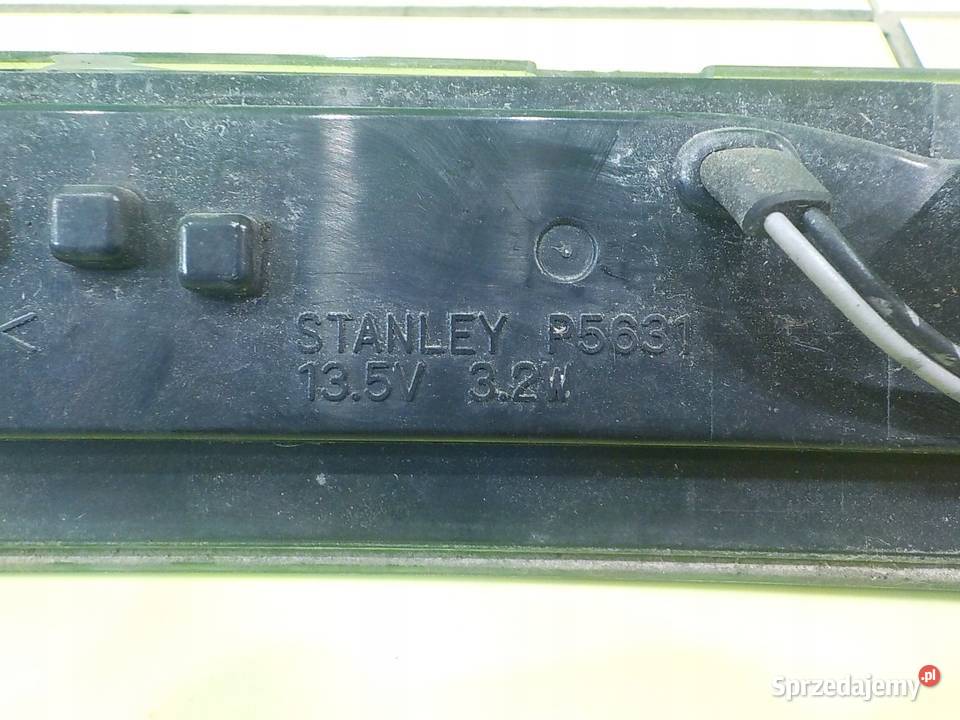 <
STANLEY P5631
13.5V 3.2W
Sprzedajemy.pl